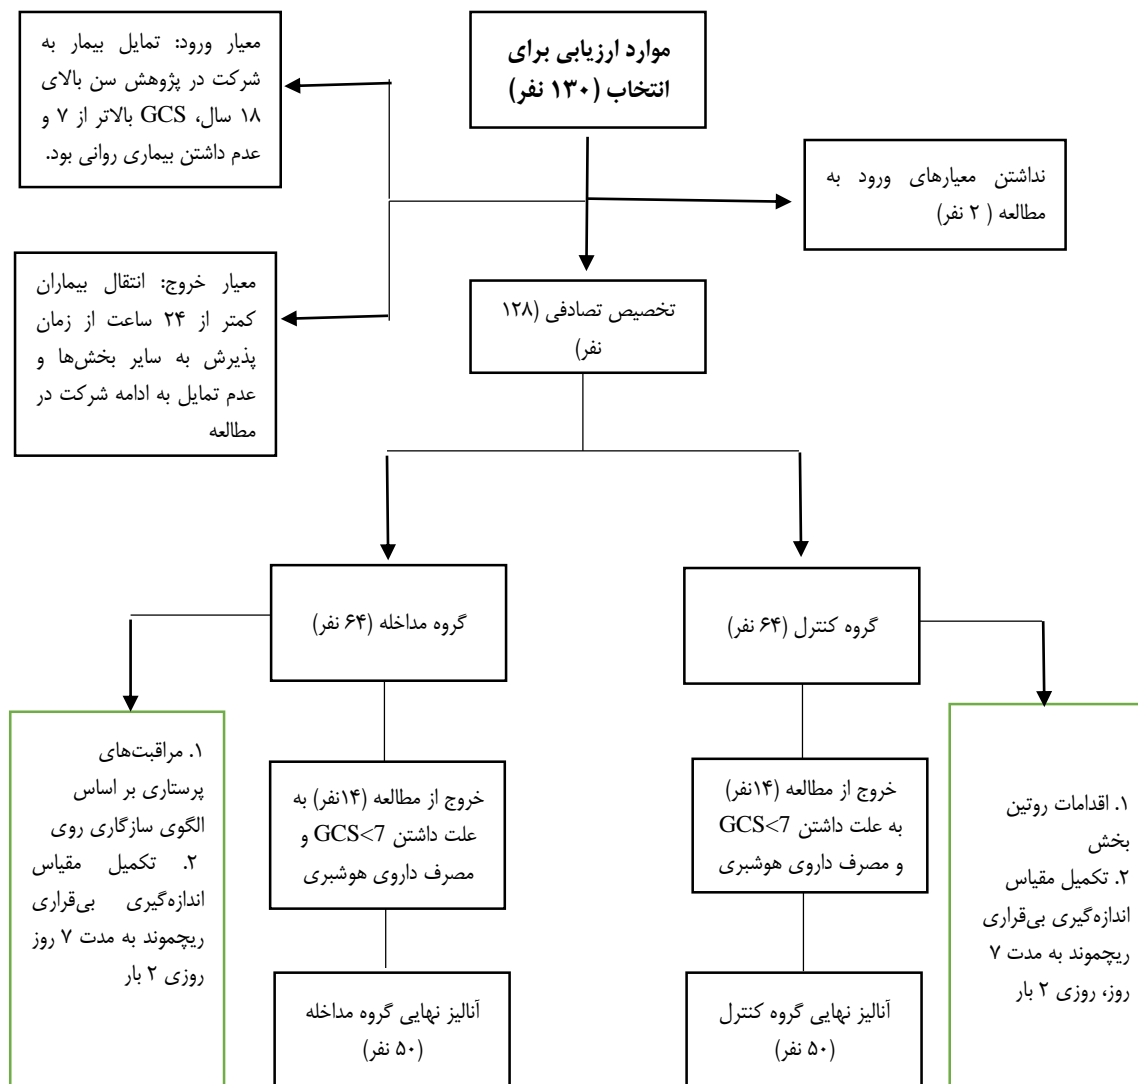 موارد ارزیابی برای
انتخاب (۱۳۰ نفر)
معیار ورود: تمایل بیمار به
شرکت در پژوهش سن بالای
۱۸ سال، GCS بالاتر از ۷ و
عدم داشتن بیماری روانی بود.
نداشتن معیارهای ورود به
مطالعه ( ۲ نفر)
معیار خروج: انتقال بیماران
کمتر از ۲۴ ساعت از زمان
پذیرش به سایر بخش‌ها و
عدم تمایل به ادامه شرکت در
مطالعه
تخصیص تصادفی (۱۲۸
نفر)
گروه کنترل (۶۴ نفر)
گروه مداخله (۶۴ نفر)
۱. اقدامات روتین
بخش
۲. تکمیل مقیاس
اندازه‌گیری بی‌قراری
ریچموند به مدت ۷
روز، روزی ۲ بار
خروج از مطالعه (۱۴نفر)
به علت داشتن GCS<7
و مصرف داروی هوشبری
خروج از مطالعه (۱۴نفر) به
علت داشتن GCS<7 و
مصرف داروی هوشبری
۱. مراقبت‌های
پرستاری بر اساس
الگوی سازگاری روی
۲. تکمیل مقیاس
اندازه‌گیری بی‌قراری
ریچموند به مدت ۷ روز
روزی ۲ بار
آنالیز نهایی گروه کنترل
(۵۰ نفر)
آنالیز نهایی گروه مداخله
(۵۰ نفر)